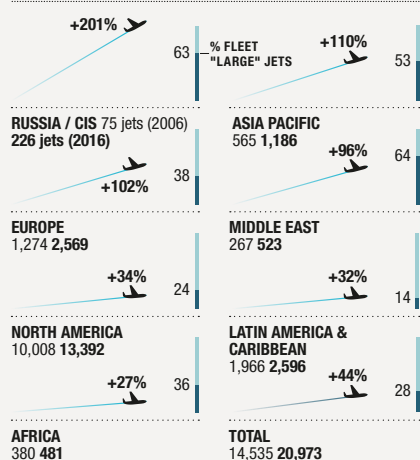 +201%
63
% FLEET
"LARGE" JETS
RUSSIA / CIS 75 jets (2006)
226 jets (2016)
+110%
53
ASIA PACIFIC
565 1,186
+102%
38
EUROPE
1,274 2,569
+96%
64
MIDDLE EAST
267 523
+34%
24
NORTH AMERICA
10,008 13,392
+32%
14
LATIN AMERICA &
CARIBBEAN
1,966 2,596
+27%
36
AFRICA
380 481
+44%
28
TOTAL
14,535 20,973